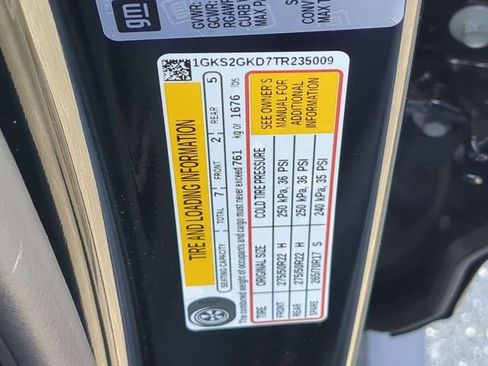 gm
GVWR:
GCVWR:
RGAWR
CURB W
MAX P
1GKS2GKD7TR235009
TIRE AND LOADING INFORMATION
SEATING CAPACITY TOTAL 7 FRONT 2 REAR 5
The combined weight of occupants and cargo must never exceed 761 kg or 1676 lbs.
TIRE ORIGINAL SIZE COLD TIRE PRESSURE
FRONT 275/50R22 H 250 kPa, 36 PSI
REAR 275/50R22 H 250 kPa, 36 PSI
SPARE 265/70R17 S 240 kPa, 35 PSI
SEE OWNER'S
MANUAL FOR
ADDITIONAL
INFORMATION